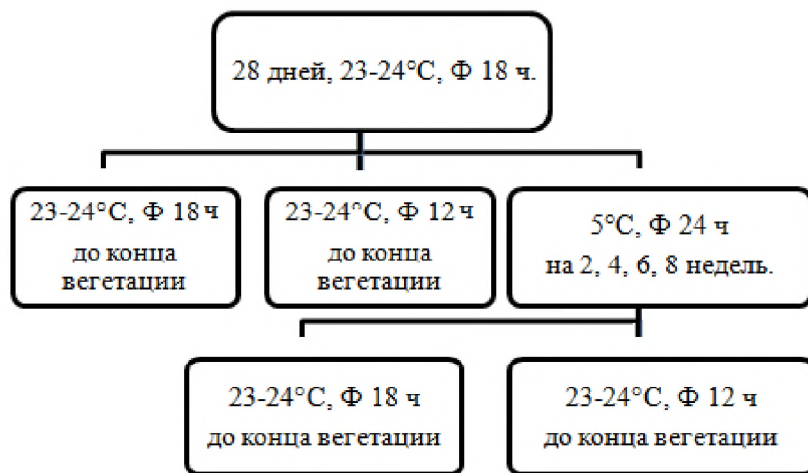 28 дней, 23-24°С, Ф 18 ч.
23-24°С, Ф 18 ч
до конца
вегетации
23-24°С, Ф 12 ч
до конца
вегетации
5°С, Ф 24 ч
на 2, 4, 6, 8 недель.
23-24°С, Ф 18 ч
до конца вегетации
23-24°С, Ф 12 ч
до конца вегетации